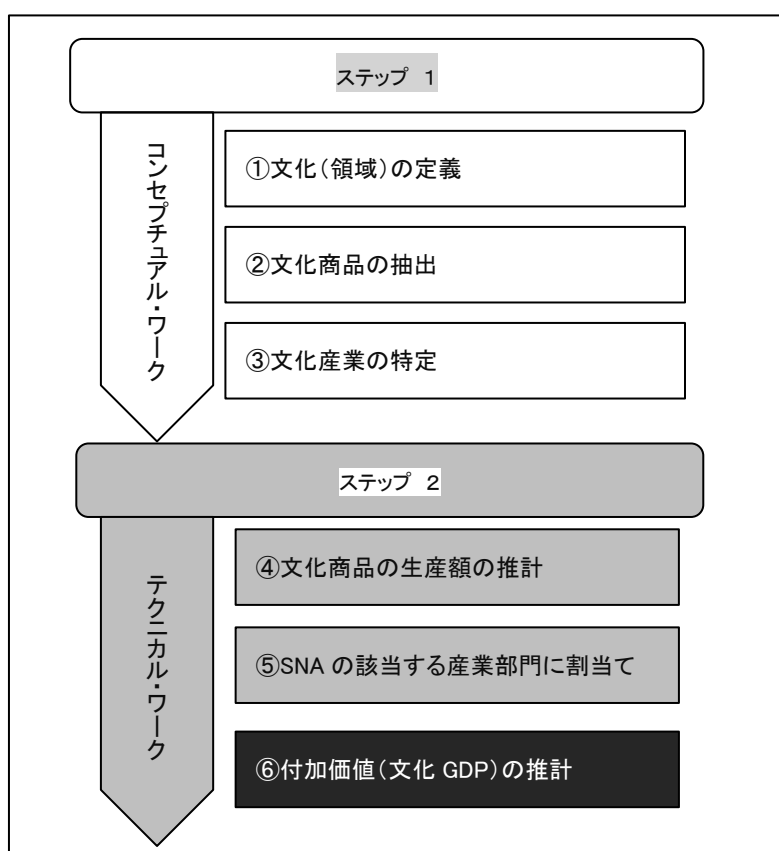 ステップ 1
コンセプチュアル・ワーク
①文化(領域)の定義
②文化商品の抽出
③文化産業の特定
ステップ 2
テクニカル・ワーク
④文化商品の生産額の推計
⑤SNA の該当する産業部門に割当て
⑥付加価値(文化 GDP)の推計